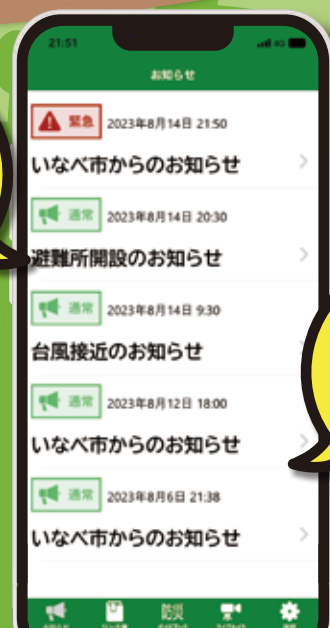 21:51
4G
お知らせ
緊急 2023年8月14日 21:50
いなべ市からのお知らせ
通常 2023年8月14日 20:30
避難所開設のお知らせ
通常 2023年8月14日 9:30
台風接近のお知らせ
通常 2023年8月12日 18:00
いなべ市からのお知らせ
通常 2023年8月6日 21:38
いなべ市からのお知らせ
防災